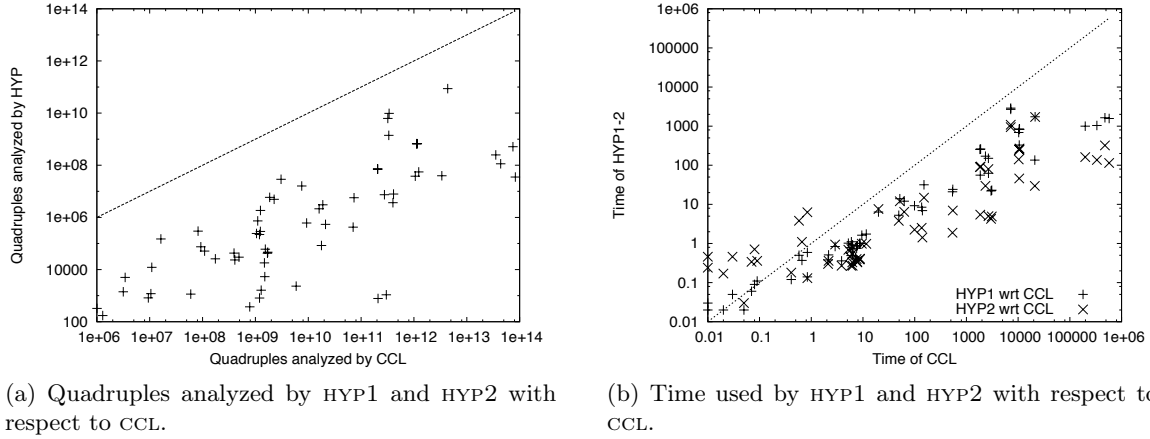 1e+14
1e+12
1e+10
1e+08
1e+06
10000
100
Quadruples analyzed by HYP
1e+06 1e+07 1e+08 1e+09 1e+10 1e+11 1e+12 1e+13 1e+14
Quadruples analyzed by CCL
(a) Quadruples analyzed by HYP1 and HYP2 with
respect to CCL.
1e+06
100000
10000
1000
100
10
1
0.1
0.01
Time of HYP1-2
HYP1 wrt CCL
HYP2 wrt CCL
0.01 0.1 1 10 100 1000 10000 100000 1e+06
Time of CCL
(b) Time used by HYP1 and HYP2 with respect to
CCL.